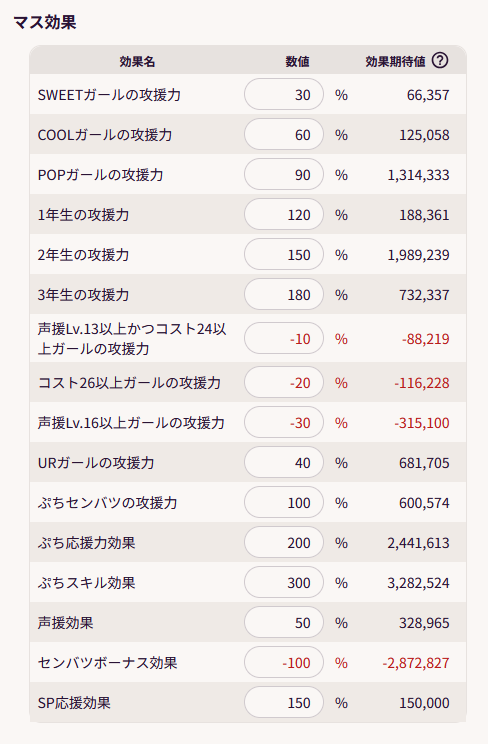 マス効果
効果名 数値 効果期待値 ?
SWEETガールの攻援力 30 % 66,357
COOLガールの攻援力 60 % 125,058
POPガールの攻援力 90 % 1,314,333
1年生の攻援力 120 % 188,361
2年生の攻援力 150 % 1,989,239
3年生の攻援力 180 % 732,337
声援Lv.13以上かつコスト24以
上ガールの攻援力 -10 % -88,219
コスト26以上ガールの攻援力 -20 % -116,228
声援Lv.16以上ガールの攻援力 -30 % -315,100
URガールの攻援力 40 % 681,705
ぷちセンバツの攻援力 100 % 600,574
ぷち応援力効果 200 % 2,441,613
ぷちスキル効果 300 % 3,282,524
声援効果 50 % 328,965
センバツボーナス効果 -100 % -2,872,827
SP応援効果 150 % 150,000